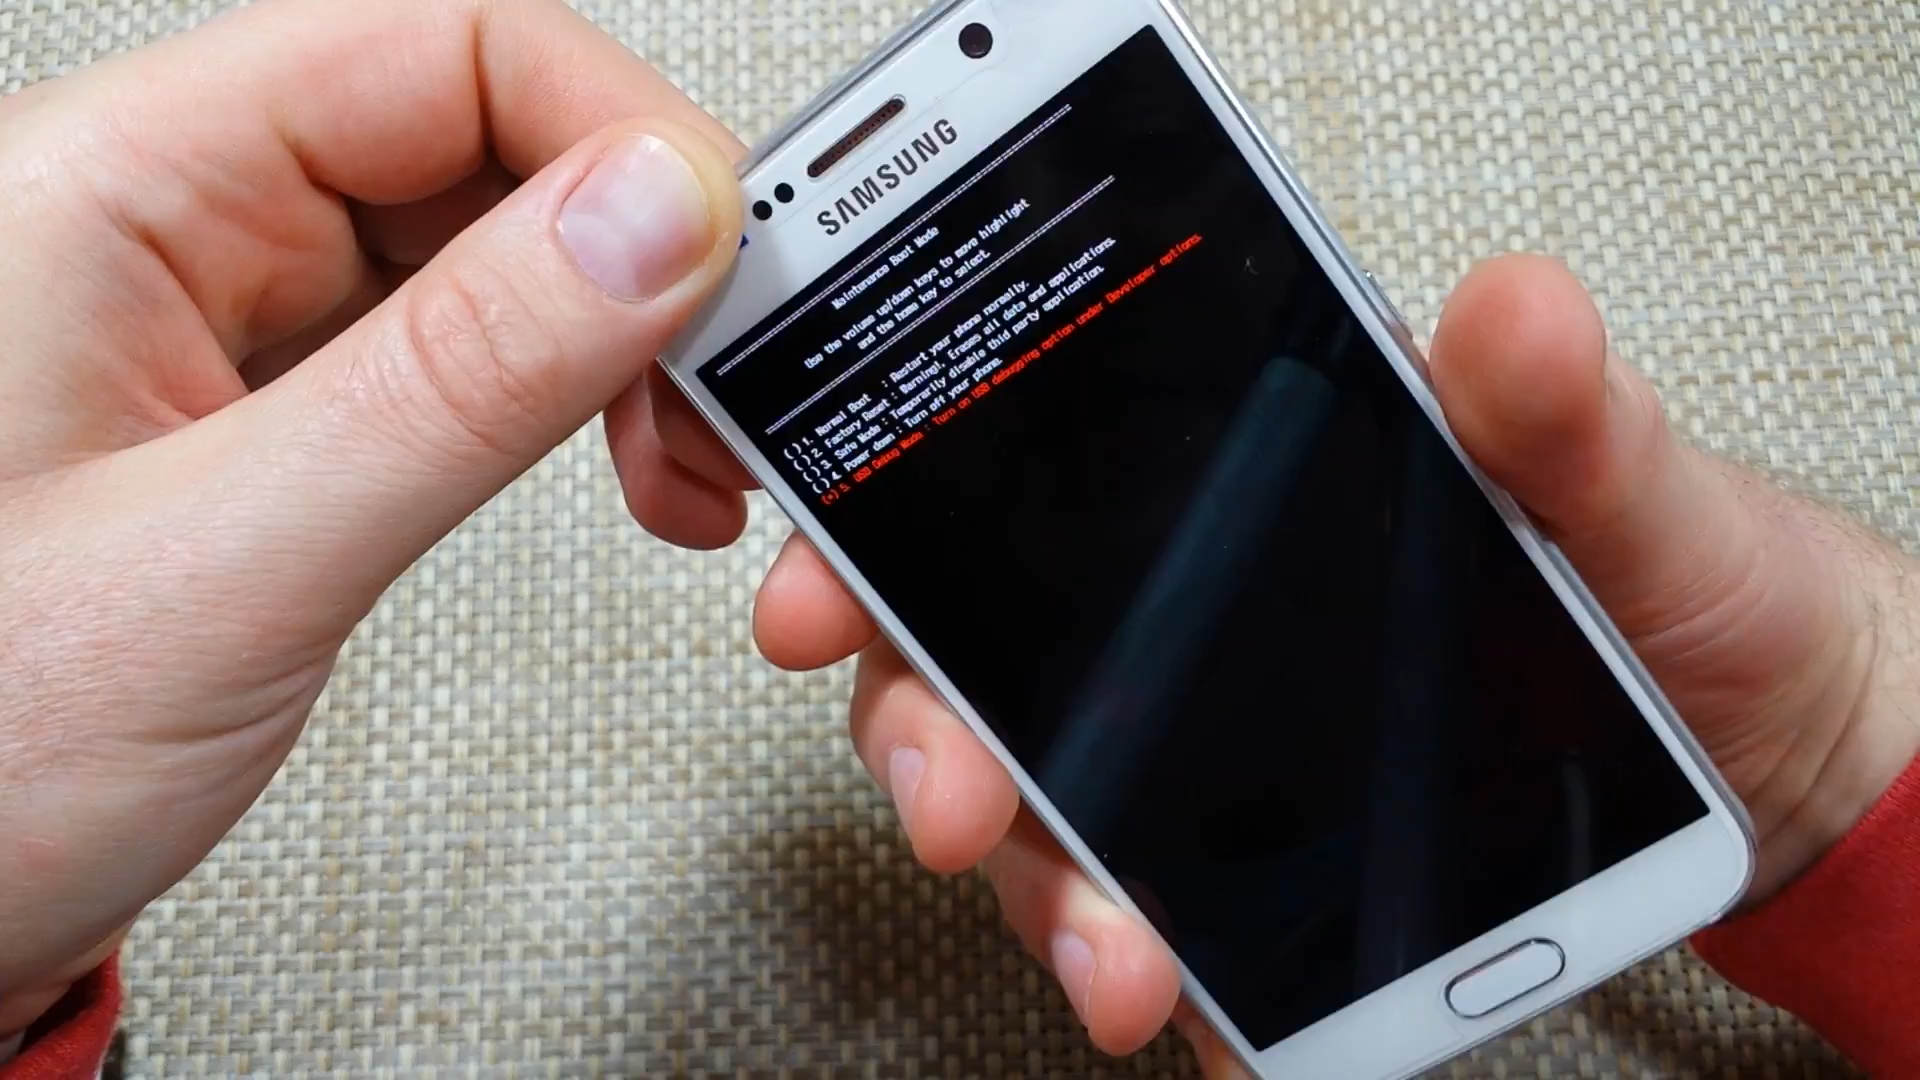 SAMSUNG
Maintenance Boot Mode
Use the volume up/down keys to move highlight
and the home key to select.
( ) 1. Normal Boot : Restart your phone normally.
( ) 2. Factory Reset : Warning!. Erases all data and applications.
( ) 3. Safe Mode : Temporarily disable thid party application.
( ) 4. Power down : Turn off your phone.
(*) 5. USB Debug Mode : Turn on USB debugging option under Developer options.